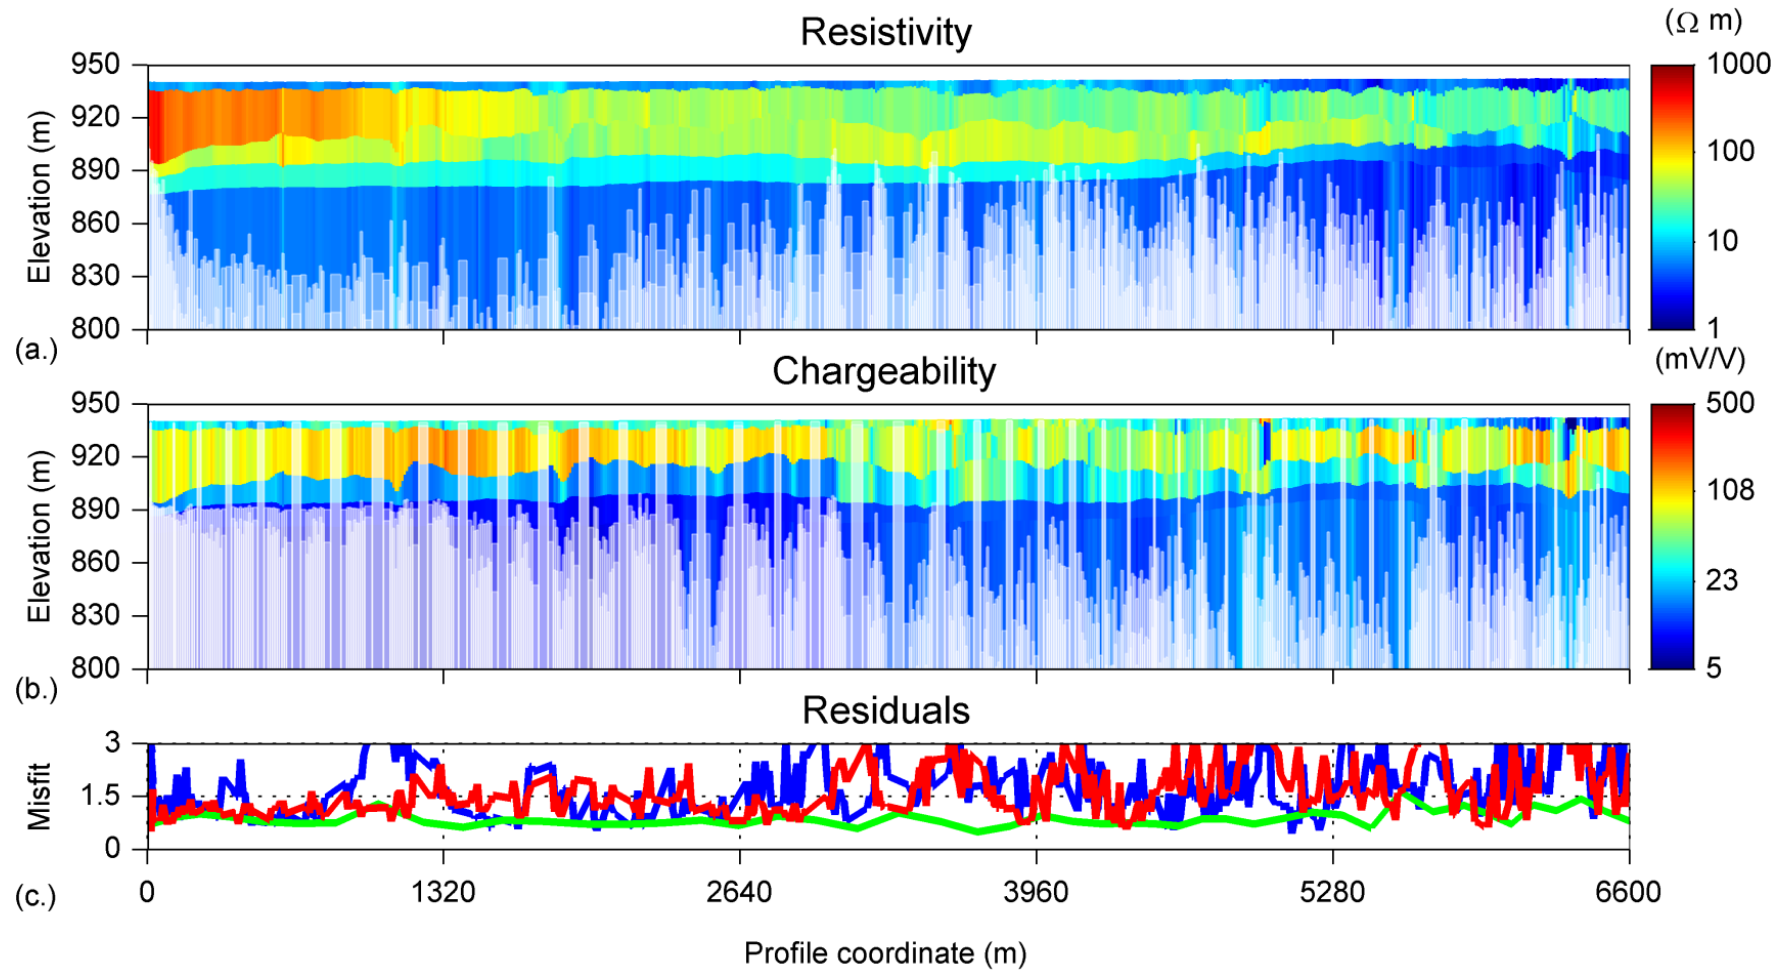 Resistivity
(Ω m)
950
920
890
860
830
800
Elevation (m)
1000
100
10
1
(a.)
Chargeability
(mV/V)
950
920
890
860
830
800
Elevation (m)
500
108
23
5
(b.)
Residuals
3
1.5
0
Misfit
(c.)
0 1320 2640 3960 5280 6600
Profile coordinate (m)